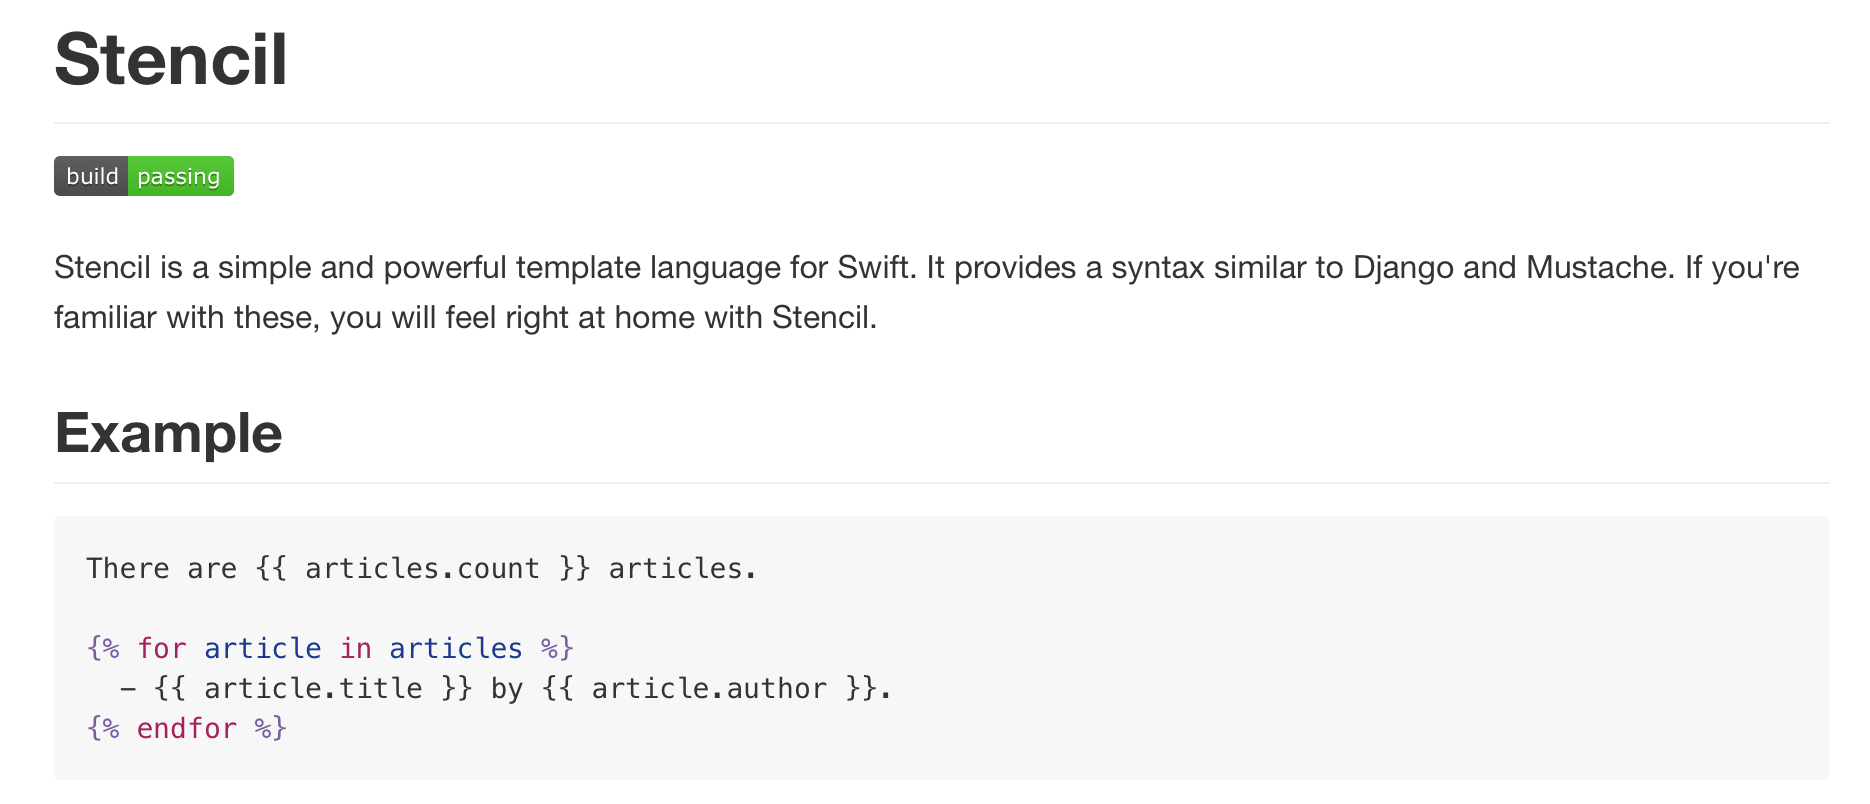 Stencil
build passing
Stencil is a simple and powerful template language for Swift. It provides a syntax similar to Django and Mustache. If you're
familiar with these, you will feel right at home with Stencil.
Example
There are {{ articles.count }} articles.
{% for article in articles %}
  - {{ article.title }} by {{ article.author }}.
{% endfor %}